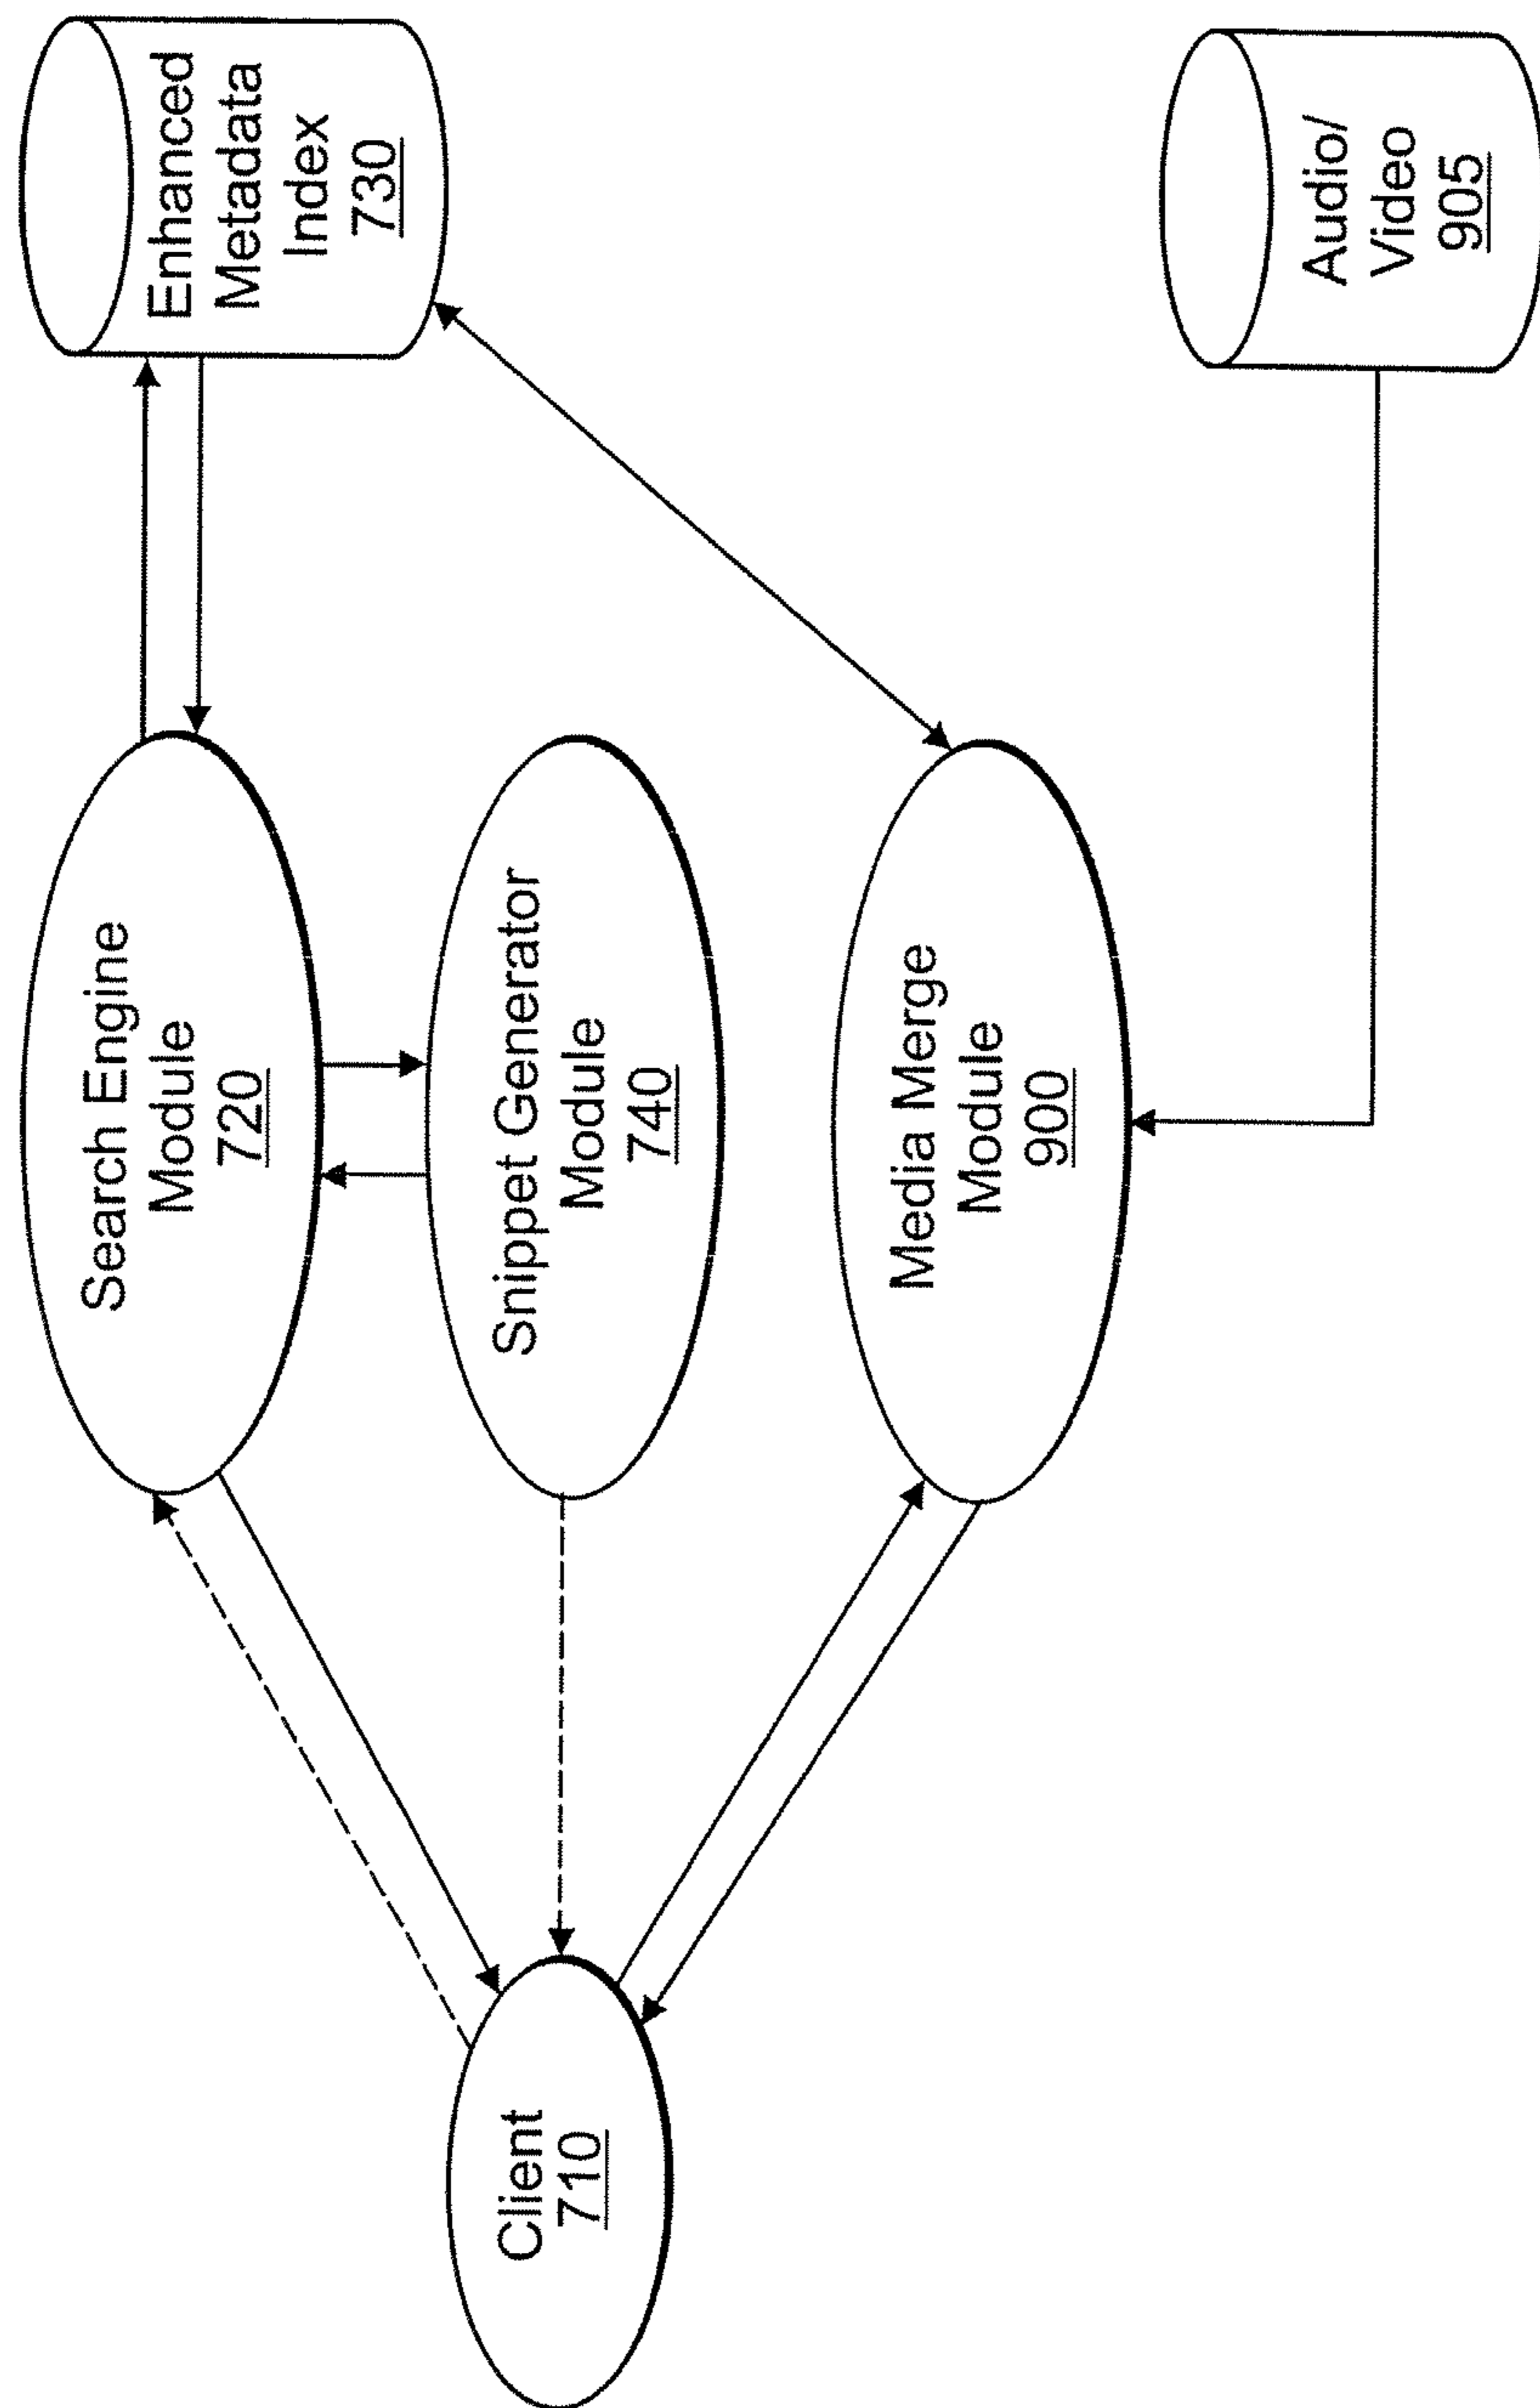 Search Engine
Module
720
Enhanced
Metadata
Index
730
Client
710
Snippet Generator
Module
740
Media Merge
Module
900
Audio/
Video
905